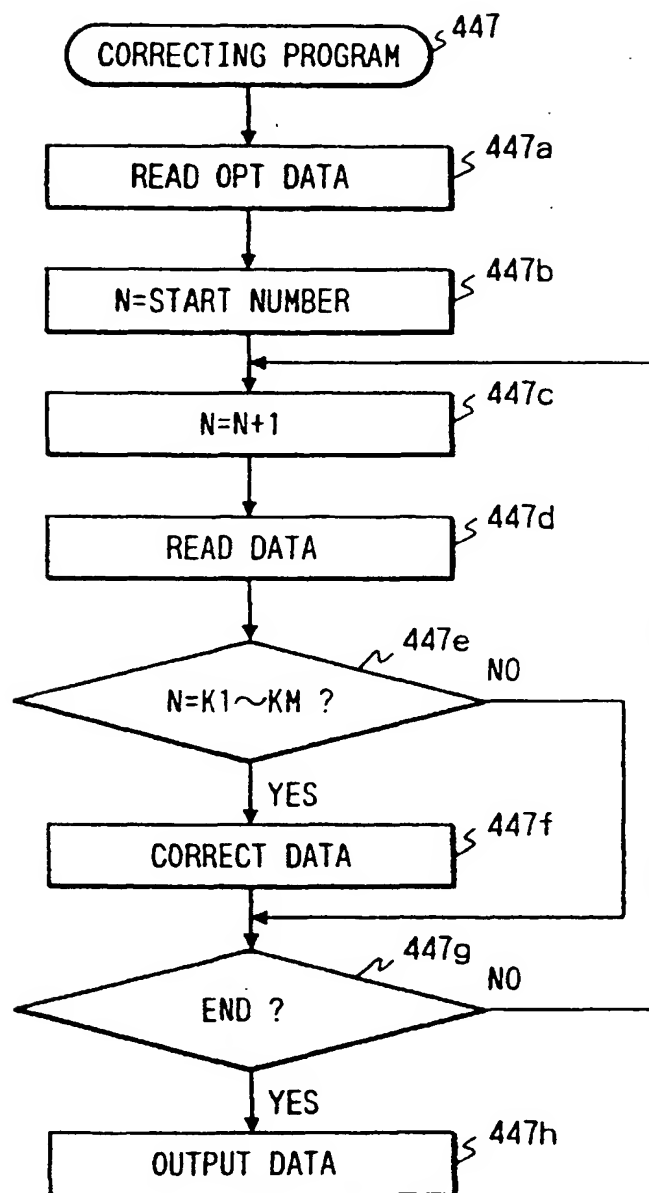 447
CORRECTING PROGRAM
447a
READ OPT DATA
447b
N=START NUMBER
447c
N=N+1
447d
READ DATA
447e
NO
N=K1~KM ?
YES
447f
CORRECT DATA
447g
NO
END ?
YES
447h
OUTPUT DATA